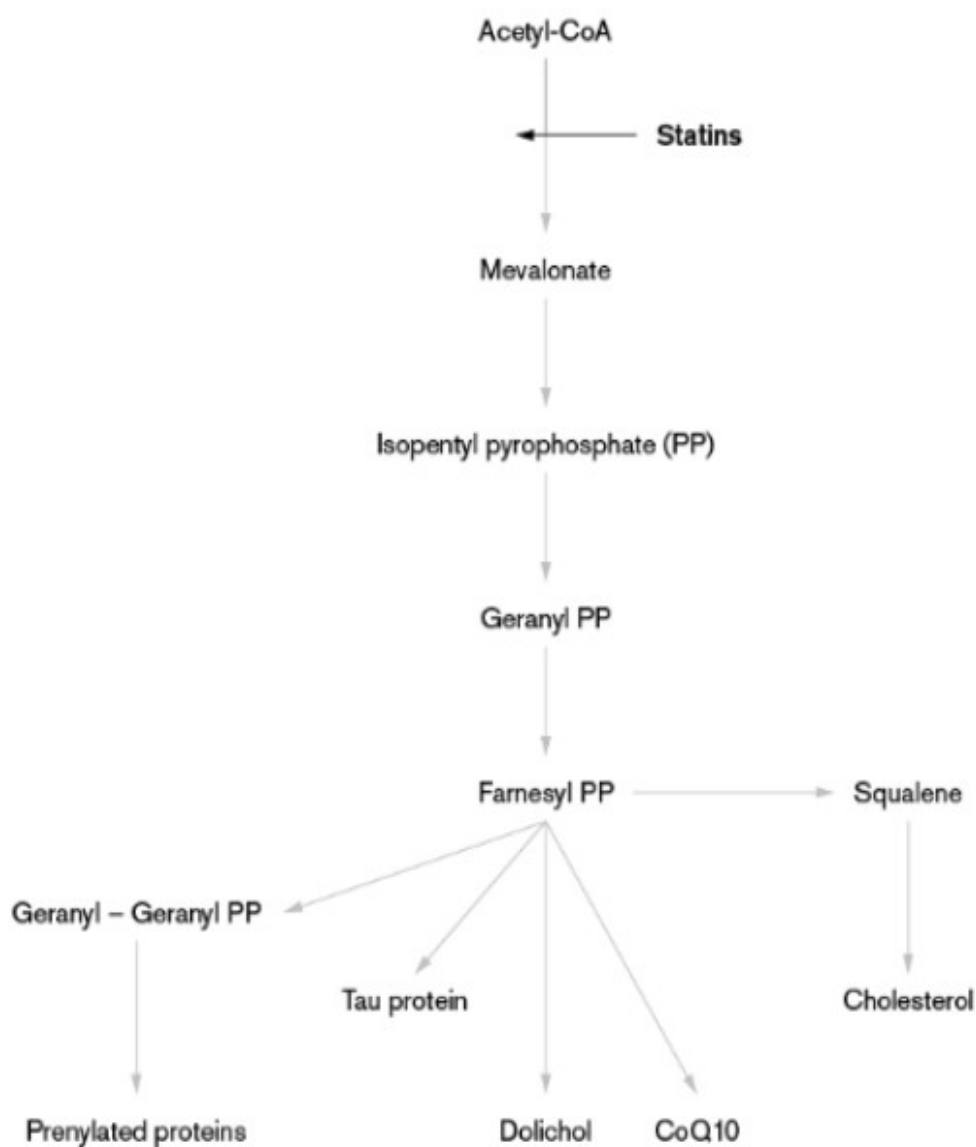 Acetyl-CoA
Statins
Mevalonate
Isopentyl pyrophosphate (PP)
Geranyl PP
Farnesyl PP
Squalene
Geranyl – Geranyl PP
Tau protein
Cholesterol
Prenylated proteins
Dolichol
CoQ10